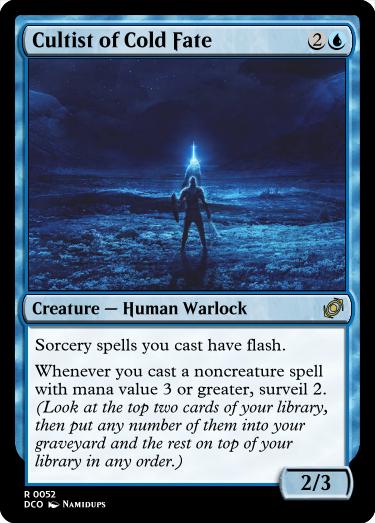 Cultist of Cold Fate 2
Creature — Human Warlock
Sorcery spells you cast have flash.
Whenever you cast a noncreature spell
with mana value 3 or greater, surveil 2.
(Look at the top two cards of your library,
then put any number of them into your
graveyard and the rest on top of your
library in any order.)
2/3
R 0052
DCO Namidups